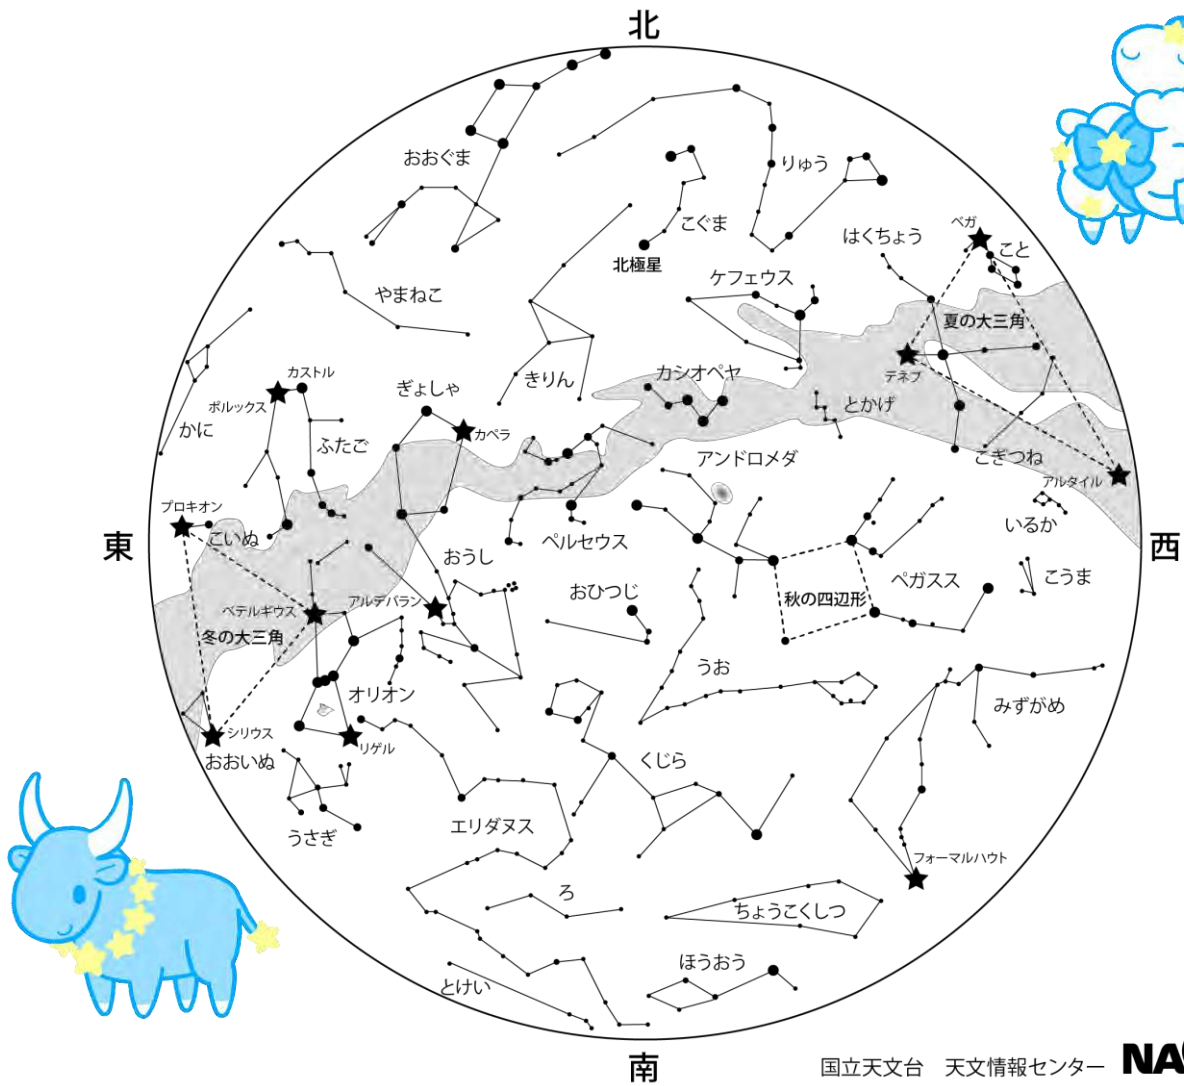 北
おおぐま
りゅう
こぐま
ベガ
こと
はくちょう
北極星
ケフェウス
やまねこ
夏の大三角
カストル
ぎょしゃ
きりん
カシオペヤ
デネブ
ポルックス
とかげ
かに
ふたご
カペラ
アンドロメダ
こぎつね
アルタイル
プロキオン
いるか
東
こいぬ
ペルセウス
西
おうし
ペガスス
こうま
おひつじ
秋の四辺形
ベテルギウス
アルデバラン
冬の大三角
うお
オリオン
みずがめ
シリウス
リゲル
おおいぬ
くじら
うさぎ
エリダヌス
フォーマルハウト
ろ
ちょうこくしつ
ほうおう
とけい
南
国立天文台 天文情報センター